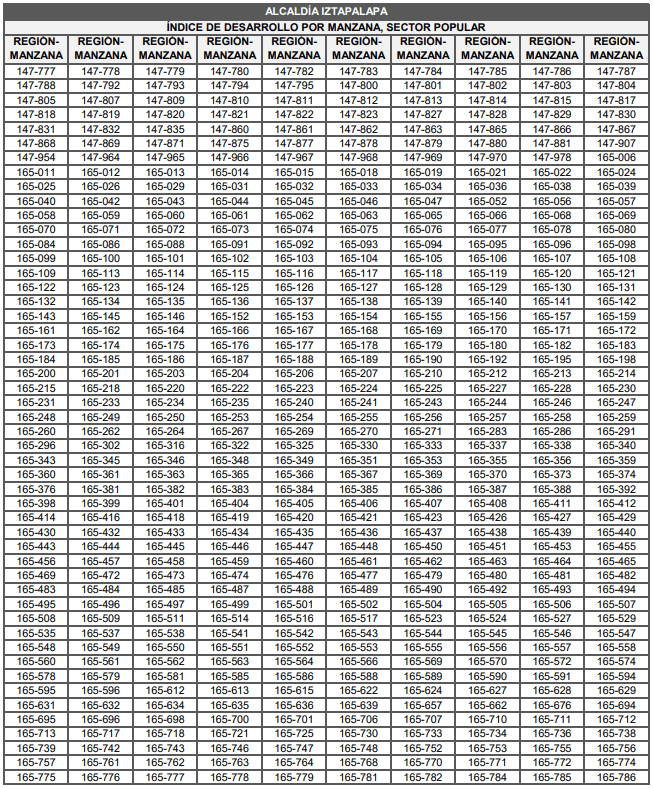 ALCALDÍA IZTAPALAPA
ÍNDICE DE DESARROLLO POR MANZANA, SECTOR POPULAR
REGIÓN- REGIÓN- REGIÓN- REGIÓN- REGIÓN- REGIÓN- REGIÓN- REGIÓN- REGIÓN- REGIÓN-
MANZANA MANZANA MANZANA MANZANA MANZANA MANZANA MANZANA MANZANA MANZANA MANZANA
147-777 147-778 147-779 147-780 147-782 147-783 147-784 147-785 147-786 147-787
147-788 147-792 147-793 147-794 147-795 147-800 147-801 147-802 147-803 147-804
147-805 147-807 147-809 147-810 147-811 147-812 147-813 147-814 147-815 147-817
147-818 147-819 147-820 147-821 147-822 147-823 147-827 147-828 147-829 147-830
147-831 147-832 147-835 147-860 147-861 147-862 147-863 147-865 147-866 147-867
147-868 147-869 147-871 147-875 147-877 147-878 147-879 147-880 147-881 147-907
147-954 147-964 147-965 147-966 147-967 147-968 147-969 147-970 147-978 165-006
165-011 165-012 165-013 165-014 165-015 165-018 165-019 165-021 165-022 165-024
165-025 165-026 165-029 165-031 165-032 165-033 165-034 165-036 165-038 165-039
165-040 165-042 165-043 165-044 165-045 165-046 165-047 165-052 165-056 165-057
165-058 165-059 165-060 165-061 165-062 165-063 165-065 165-066 165-068 165-069
165-070 165-071 165-072 165-073 165-074 165-075 165-076 165-077 165-078 165-080
165-084 165-086 165-088 165-091 165-092 165-093 165-094 165-095 165-096 165-098
165-099 165-100 165-101 165-102 165-103 165-104 165-105 165-106 165-107 165-108
165-109 165-113 165-114 165-115 165-116 165-117 165-118 165-119 165-120 165-121
165-122 165-123 165-124 165-125 165-126 165-127 165-128 165-129 165-130 165-131
165-132 165-134 165-135 165-136 165-137 165-138 165-139 165-140 165-141 165-142
165-143 165-145 165-146 165-152 165-153 165-154 165-155 165-156 165-157 165-159
165-161 165-162 165-164 165-166 165-167 165-168 165-169 165-170 165-171 165-172
165-173 165-174 165-175 165-176 165-177 165-178 165-179 165-180 165-182 165-183
165-184 165-185 165-186 165-187 165-188 165-189 165-190 165-192 165-195 165-198
165-200 165-201 165-203 165-204 165-206 165-207 165-210 165-212 165-213 165-214
165-215 165-218 165-220 165-222 165-223 165-224 165-225 165-227 165-228 165-230
165-231 165-233 165-234 165-235 165-240 165-241 165-243 165-244 165-246 165-247
165-248 165-249 165-250 165-253 165-254 165-255 165-256 165-257 165-258 165-259
165-260 165-262 165-264 165-267 165-269 165-270 165-271 165-283 165-286 165-291
165-296 165-302 165-316 165-322 165-325 165-330 165-333 165-337 165-338 165-340
165-343 165-345 165-346 165-348 165-349 165-351 165-353 165-355 165-356 165-359
165-360 165-361 165-363 165-365 165-366 165-367 165-369 165-370 165-373 165-374
165-376 165-381 165-382 165-383 165-384 165-385 165-386 165-387 165-388 165-392
165-398 165-399 165-401 165-404 165-405 165-406 165-407 165-408 165-411 165-412
165-414 165-416 165-418 165-419 165-420 165-421 165-423 165-426 165-427 165-429
165-430 165-432 165-433 165-434 165-435 165-436 165-437 165-438 165-439 165-440
165-443 165-444 165-445 165-446 165-447 165-448 165-450 165-451 165-453 165-455
165-456 165-457 165-458 165-459 165-460 165-461 165-462 165-463 165-464 165-465
165-469 165-472 165-473 165-474 165-476 165-477 165-479 165-480 165-481 165-482
165-483 165-484 165-485 165-487 165-488 165-489 165-490 165-492 165-493 165-494
165-495 165-496 165-497 165-499 165-501 165-502 165-504 165-505 165-506 165-507
165-508 165-509 165-511 165-514 165-516 165-517 165-523 165-524 165-527 165-529
165-535 165-537 165-538 165-541 165-542 165-543 165-544 165-545 165-546 165-547
165-548 165-549 165-550 165-551 165-552 165-553 165-555 165-556 165-557 165-558
165-560 165-561 165-562 165-563 165-564 165-566 165-569 165-570 165-572 165-574
165-578 165-579 165-581 165-585 165-586 165-588 165-589 165-590 165-591 165-594
165-595 165-596 165-612 165-613 165-615 165-622 165-624 165-627 165-628 165-629
165-631 165-632 165-634 165-635 165-636 165-639 165-657 165-662 165-676 165-694
165-695 165-696 165-698 165-700 165-701 165-706 165-707 165-710 165-711 165-712
165-713 165-717 165-718 165-721 165-725 165-730 165-733 165-734 165-736 165-738
165-739 165-742 165-743 165-746 165-747 165-748 165-752 165-753 165-755 165-756
165-757 165-761 165-762 165-763 165-764 165-768 165-770 165-771 165-772 165-774
165-775 165-776 165-777 165-778 165-779 165-781 165-782 165-784 165-785 165-786